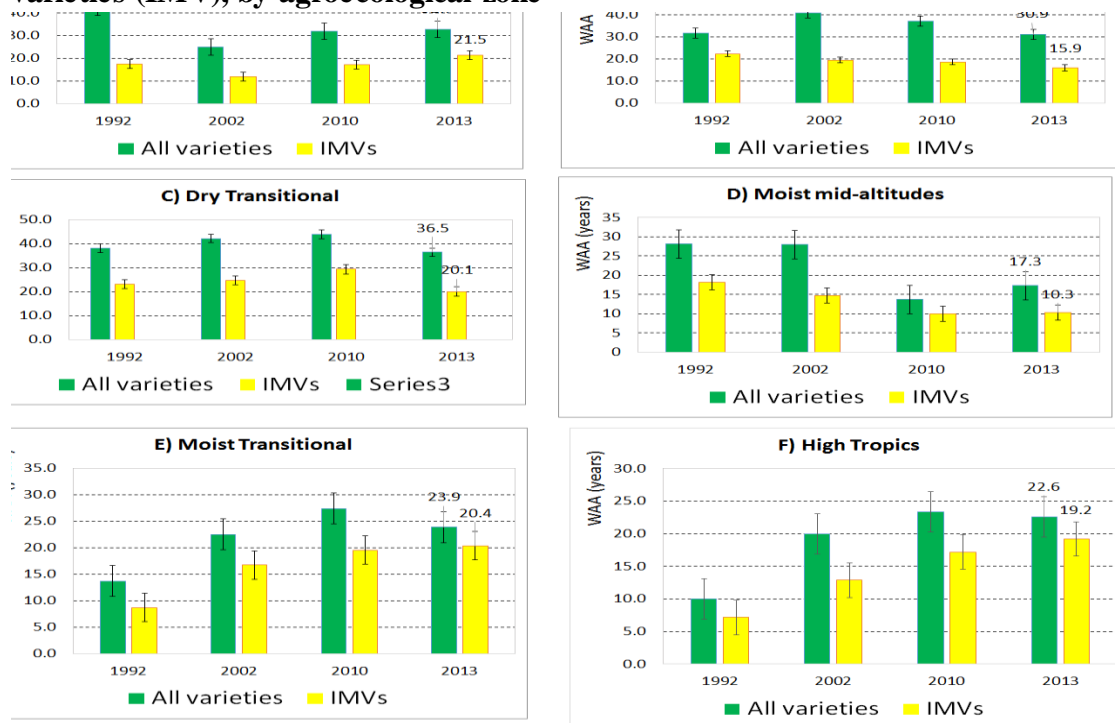 varieties (IMV), by agroecological zone
40.0
21.5
20.0
0.0
1992 2002 2010 2013
All varieties IMVs
WAA
40.0
30.9
30.0
15.9
20.0
10.0
0.0
1992 2002 2010 2013
All varieties IMVs
C) Dry Transitional
50.0
40.0
36.5
30.0
20.1
20.0
10.0
0.0
1992 2002 2010 2013
All varieties IMVs Series3
D) Moist mid-altitudes
WAA (years)
35
30
25
20
17.3
15
10.3
10
5
0
1992 2002 2010 2013
All varieties IMVs
E) Moist Transitional
35.0
30.0
23.9
25.0
20.4
20.0
15.0
10.0
5.0
0.0
1992 2002 2010 2013
All varieties IMVs
F) High Tropics
WAA (years)
30.0
22.6
25.0
19.2
20.0
15.0
10.0
5.0
0.0
1992 2002 2010 2013
All varieties IMVs